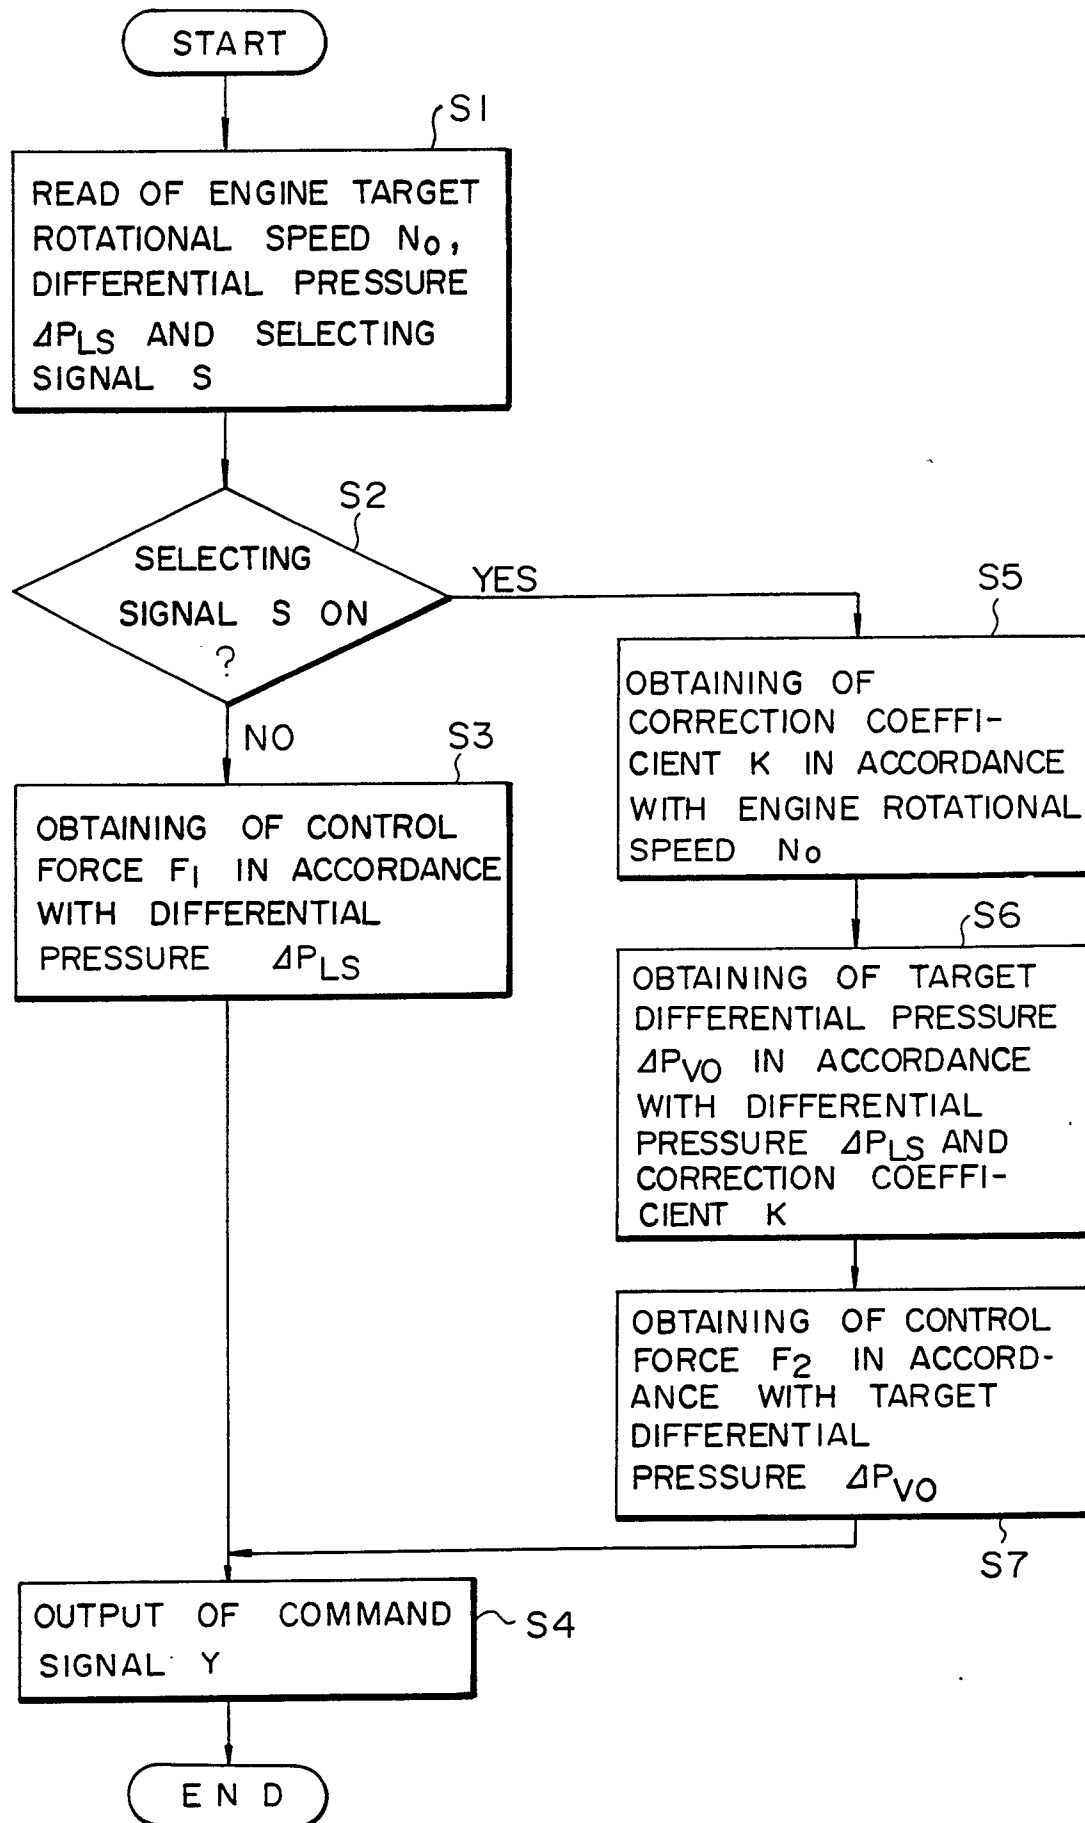 START
S1
READ OF ENGINE TARGET
ROTATIONAL SPEED No,
DIFFERENTIAL PRESSURE
ΔPLS AND SELECTING
SIGNAL S
S2
SELECTING
SIGNAL S ON
?
YES
NO
S3
OBTAINING OF CONTROL
FORCE F1 IN ACCORDANCE
WITH DIFFERENTIAL
PRESSURE ΔPLS
S5
OBTAINING OF
CORRECTION COEFFI-
CIENT K IN ACCORDANCE
WITH ENGINE ROTATIONAL
SPEED No
S6
OBTAINING OF TARGET
DIFFERENTIAL PRESSURE
ΔPVO IN ACCORDANCE
WITH DIFFERENTIAL
PRESSURE ΔPLS AND
CORRECTION COEFFI-
CIENT K
OBTAINING OF CONTROL
FORCE F2 IN ACCORD-
ANCE WITH TARGET
DIFFERENTIAL
PRESSURE ΔPVO
S7
OUTPUT OF COMMAND
SIGNAL Y
S4
END